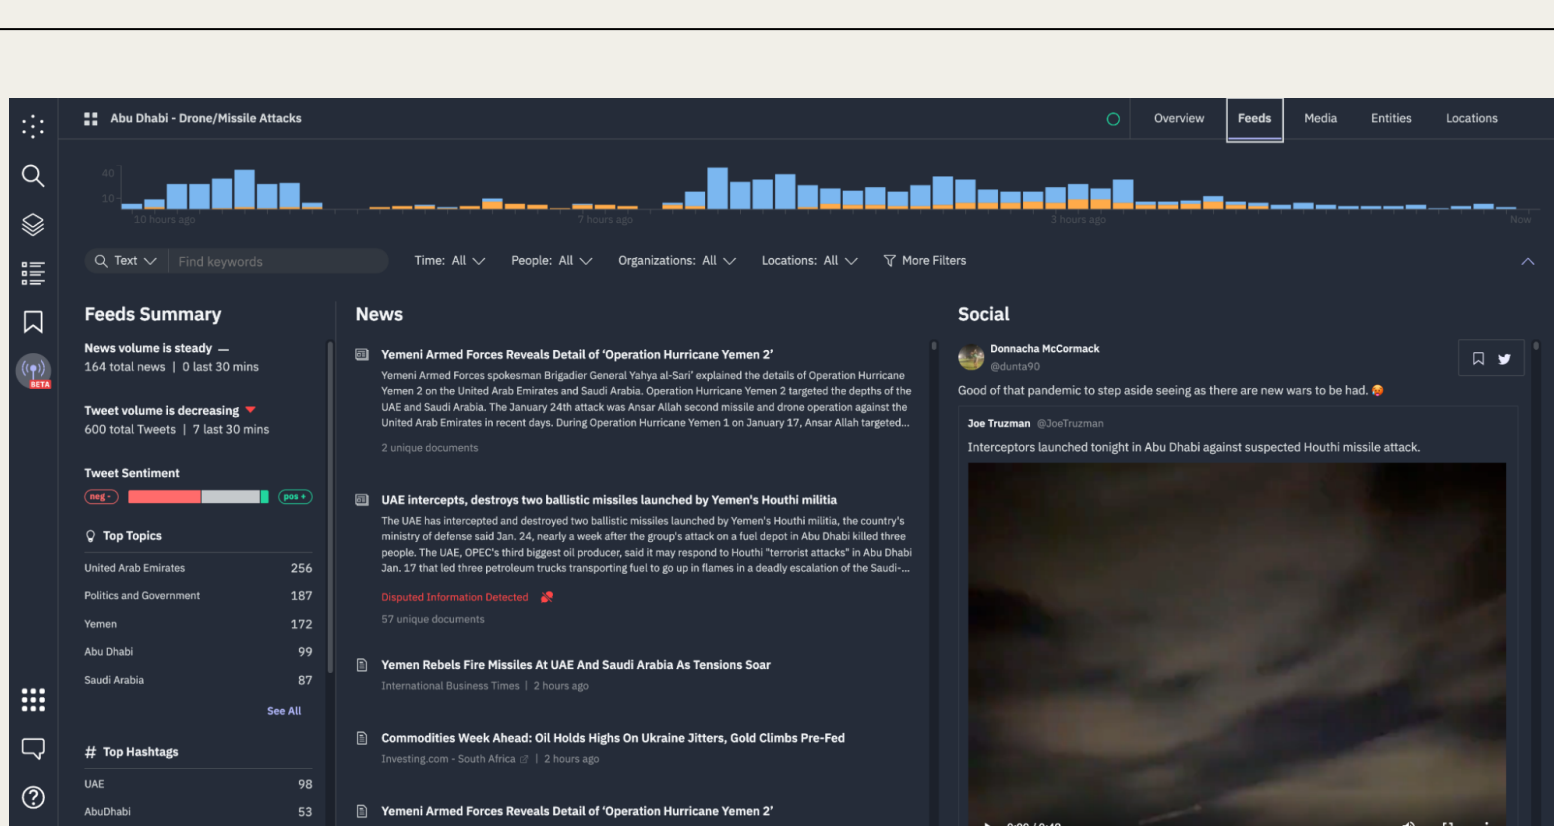 Abu Dhabi - Drone/Missile Attacks
Overview
Feeds
Media
Entities
Locations
40
10
10 hours ago
7 hours ago
3 hours ago
Now
Text
Find keywords
Time: All
People: All
Organizations: All
Locations: All
More Filters
BETA
Feeds Summary
News volume is steady —
164 total news | 0 last 30 mins
Tweet volume is decreasing
600 total Tweets | 7 last 30 mins
Tweet Sentiment
neg -
pos +
Top Topics
United Arab Emirates 256
Politics and Government 187
Yemen 172
Abu Dhabi 99
Saudi Arabia 87
See All
# Top Hashtags
UAE 98
AbuDhabi 53
News
Yemeni Armed Forces Reveals Detail of ‘Operation Hurricane Yemen 2’
Yemeni Armed Forces spokesman Brigadier General Yahya al-Sari’ explained the details of Operation Hurricane
Yemen 2 on the United Arab Emirates and Saudi Arabia. Operation Hurricane Yemen 2 targeted the depths of the
UAE and Saudi Arabia. The January 24th attack was Ansar Allah second missile and drone operation against the
United Arab Emirates in recent days. During Operation Hurricane Yemen 1 on January 17, Ansar Allah targeted...
2 unique documents
UAE intercepts, destroys two ballistic missiles launched by Yemen's Houthi militia
The UAE has intercepted and destroyed two ballistic missiles launched by Yemen's Houthi militia, the country's
ministry of defense said Jan. 24, nearly a week after the group's attack on a fuel depot in Abu Dhabi killed three
people. The UAE, OPEC's third biggest oil producer, said it may respond to Houthi "terrorist attacks" in Abu Dhabi
Jan. 17 that led three petroleum trucks transporting fuel to go up in flames in a deadly escalation of the Saudi-...
Disputed Information Detected
57 unique documents
Yemen Rebels Fire Missiles At UAE And Saudi Arabia As Tensions Soar
International Business Times | 2 hours ago
Commodities Week Ahead: Oil Holds Highs On Ukraine Jitters, Gold Climbs Pre-Fed
Investing.com - South Africa | 2 hours ago
Yemeni Armed Forces Reveals Detail of ‘Operation Hurricane Yemen 2’
Social
Donnacha McCormack
@dunta90
Good of that pandemic to step aside seeing as there are new wars to be had. 🥵
Joe Truzman @JoeTruzman
Interceptors launched tonight in Abu Dhabi against suspected Houthi missile attack.